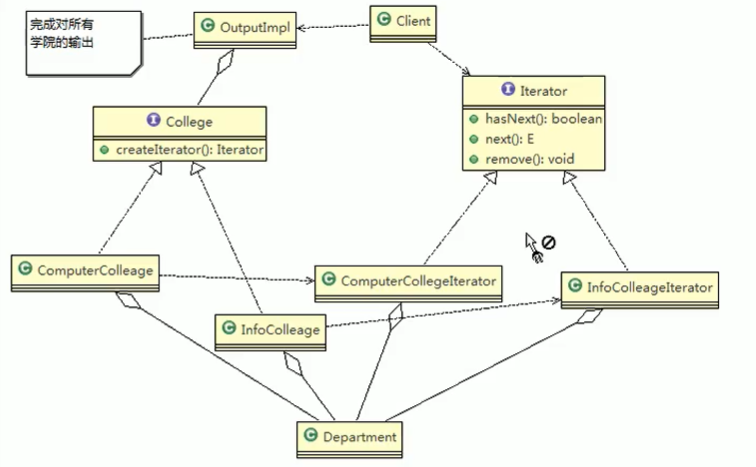 完成对所有
学院的输出
C OutputImpl
C Client
I Iterator
hasNext(): boolean
next(): E
remove(): void
I College
createIterator(): Iterator
C ComputerColleage
C ComputerCollegeIterator
C InfoColleageIterator
C InfoColleage
C Department